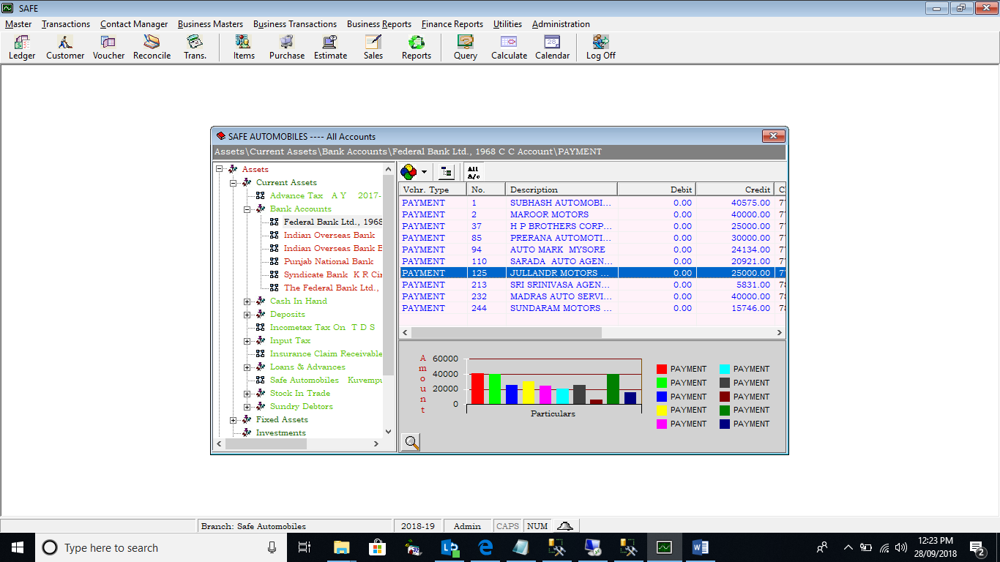 SAFE
Master Transactions Contact Manager Business Masters Business Transactions Business Reports Finance Reports Utilities Administration
Ledger Customer Voucher Reconcile Trans. Items Purchase Estimate Sales Reports Query Calculate Calendar Log Off
SAFE AUTOMOBILES ---- All Accounts
Assets\Current Assets\Bank Accounts\Federal Bank Ltd., 1968 C C Account\PAYMENT
Assets
Current Assets
Advance Tax A Y 2017-
Bank Accounts
Federal Bank Ltd., 1968
Indian Overseas Bank
Indian Overseas Bank E
Punjab National Bank
Syndicate Bank K R Cir
The Federal Bank Ltd.,
Cash In Hand
Deposits
Incometax Tax On T D S
Input Tax
Insurance Claim Receivable
Loans & Advances
Safe Automobiles Kuvempu
Stock In Trade
Sundry Debtors
Fixed Assets
Investments
All A/c
Vchr. Type No. Description Debit Credit
PAYMENT 1 SUBHASH AUTOMOBI... 0.00 40575.00
PAYMENT 2 MAROOR MOTORS 0.00 40000.00
PAYMENT 37 H P BROTHERS CORP... 0.00 25000.00
PAYMENT 85 PRERANA AUTOMOTI... 0.00 30000.00
PAYMENT 94 AUTO MARK MYSORE 0.00 24134.00
PAYMENT 110 SARADA AUTO AGEN... 0.00 20921.00
PAYMENT 125 JULLANDR MOTORS ... 0.00 25000.00
PAYMENT 213 SRI SRINIVASA AGEN... 0.00 5831.00
PAYMENT 232 MADRAS AUTO SERVI... 0.00 40000.00
PAYMENT 244 SUNDARAM MOTORS ... 0.00 15746.00
Amount
60000
40000
20000
0
Particulars
PAYMENT PAYMENT
PAYMENT PAYMENT
PAYMENT PAYMENT
PAYMENT PAYMENT
PAYMENT PAYMENT
Branch: Safe Automobiles 2018-19 Admin CAPS NUM
Type here to search
12:23 PM
28/09/2018
2